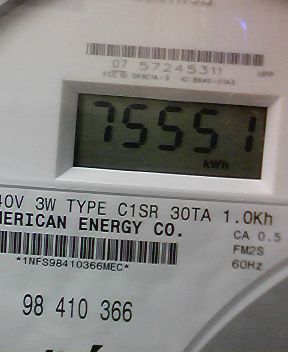 07 57245311
75551
kWh
40V 3W TYPE C1SR 30TA 1.0Kh
MERICAN ENERGY CO.
CA 0.5
*1NFS98410366MEC*
FM2S
60Hz
98 410 366